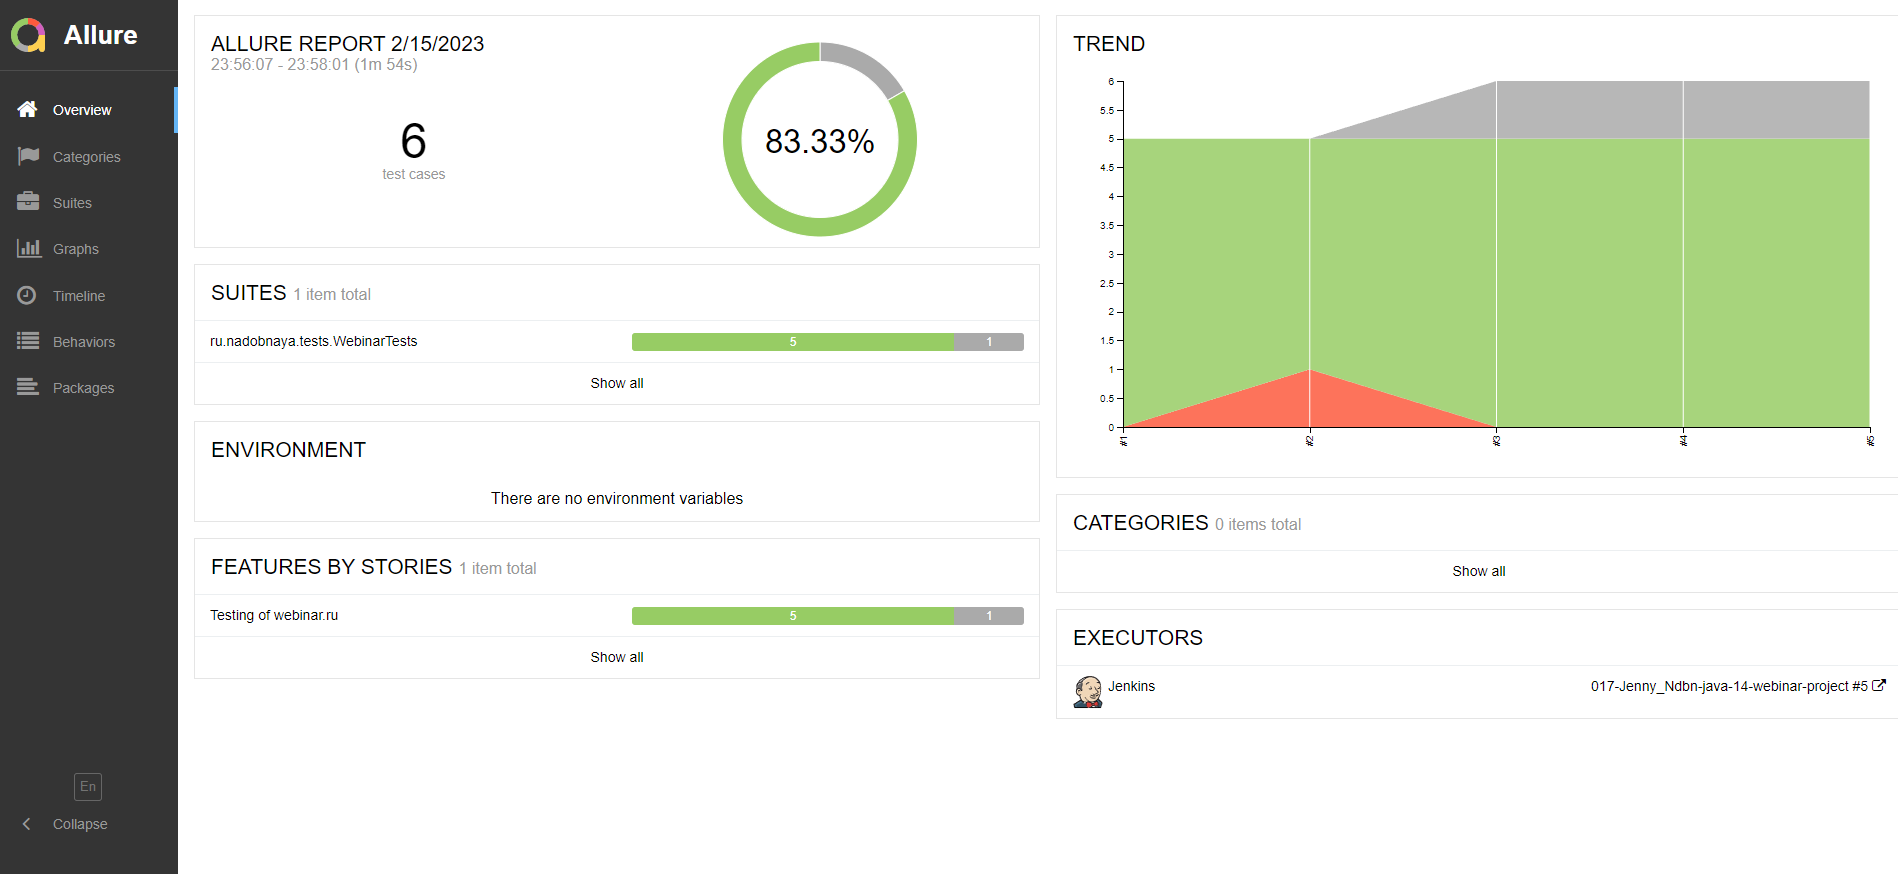 Allure
Overview
Categories
Suites
Graphs
Timeline
Behaviors
Packages
En
Collapse
ALLURE REPORT 2/15/2023
23:56:07 - 23:58:01 (1m 54s)
6
test cases
83.33%
SUITES 1 item total
ru.nadobnaya.tests.WebinarTests 5 1
Show all
ENVIRONMENT
There are no environment variables
FEATURES BY STORIES 1 item total
Testing of webinar.ru 5 1
Show all
TREND
6
5.5
5
4.5
4
3.5
3
2.5
2
1.5
1
0.5
0
#1 #2 #3 #4 #5
CATEGORIES 0 items total
Show all
EXECUTORS
Jenkins 017-Jenny_Ndbn-java-14-webinar-project #5